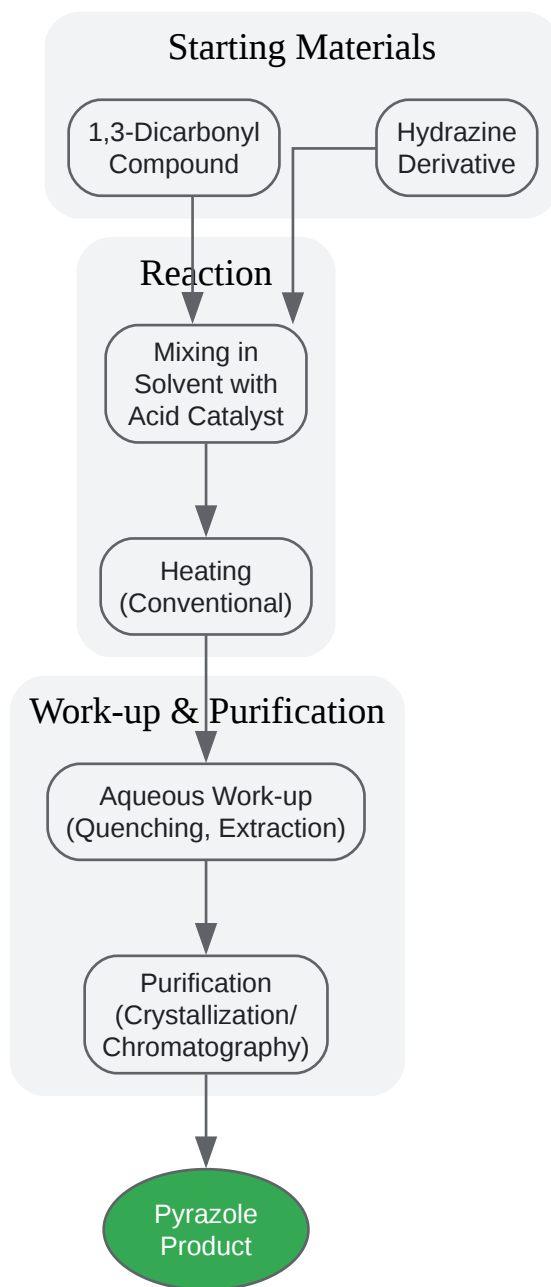 Starting Materials
1,3-Dicarbonyl
Compound
Hydrazine
Derivative
Reaction
Mixing in
Solvent with
Acid Catalyst
Heating
(Conventional)
Work-up & Purification
Aqueous Work-up
(Quenching, Extraction)
Purification
(Crystallization/
Chromatography)
Pyrazole
Product